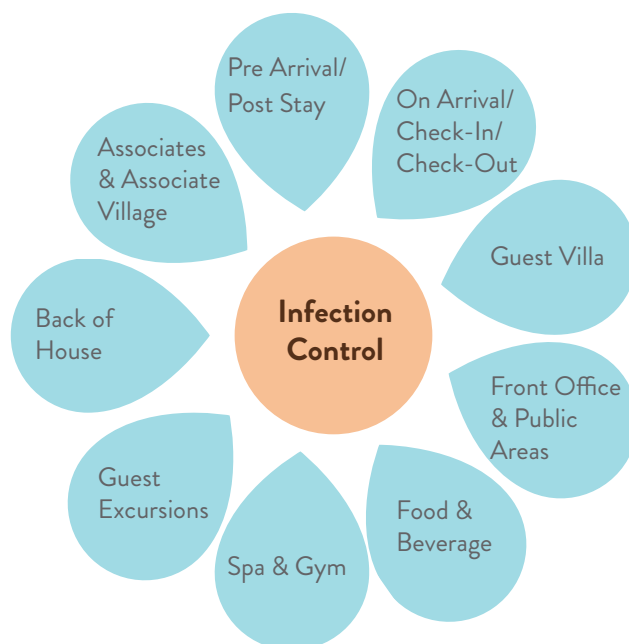 Pre Arrival/
Post Stay
On Arrival/
Check-In/
Check-Out
Guest Villa
Front Office
& Public
Areas
Food &
Beverage
Spa & Gym
Guest
Excursions
Back of
House
Associates
& Associate
Village
Infection
Control